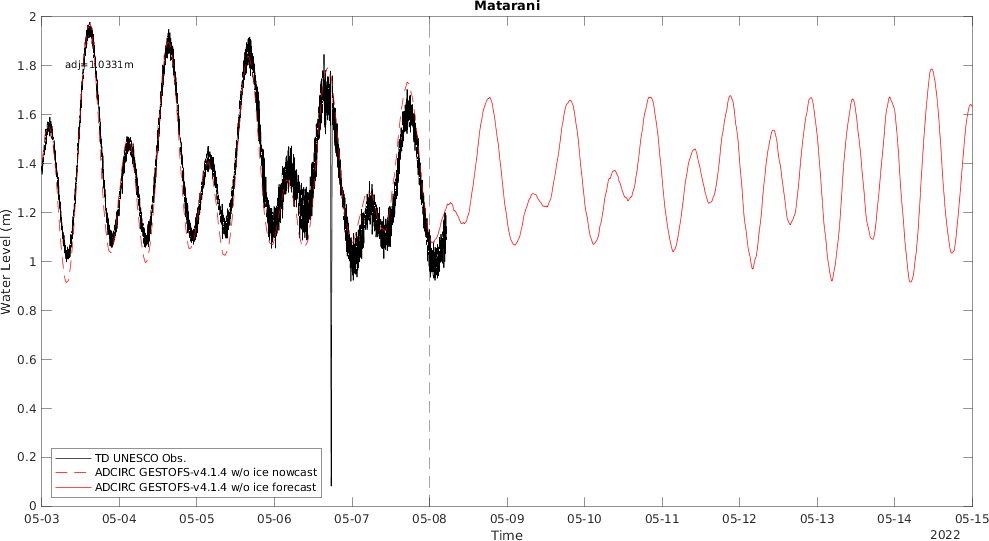 Matarani
2
1.8
1.6
1.4
1.2
1
0.8
0.6
0.4
0.2
0
Water Level (m)
adj=1.0331m
TD UNESCO Obs.
ADCIRC GESTOFS-v4.1.4 w/o ice nowcast
ADCIRC GESTOFS-v4.1.4 w/o ice forecast
05-03 05-04 05-05 05-06 05-07 05-08 05-09 05-10 05-11 05-12 05-13 05-14 05-15
Time
2022